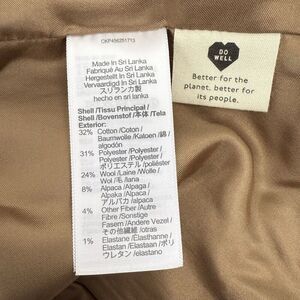 CKP456251713
Made In Sri Lanka
Fabriqué Au Sri Lanka
Hergestellt In Sri Lanka
Vervaardigd In Sri Lanka
スリランカ製
hecho en sri lanka
Shell /Tissu Principal /
Shell /Bovenstof /本体 /Tela
Exterior:
32% Cotton /Coton /
Baumwolle /Katoen /綿 /
algodón
31% Polyester /Polyester /
Polyester /Polyester /
ポリエステル /poliéster
24% Wool /Laine /Wolle /
Wol /毛 /lana
8% Alpaca /Alpaga /
Alpaka /Alpaca /
アルパカ /alpaca
4% Other Fibre /Autre
Fibre /Sonstige
Fasern /Andere Vezel /
その他繊維 /otras
1% Elastane /Elasthanne /
Elastan /Elastaan /ポリ
ウレタン /elastano
DO
WELL
Better for the
planet, better for
its people.